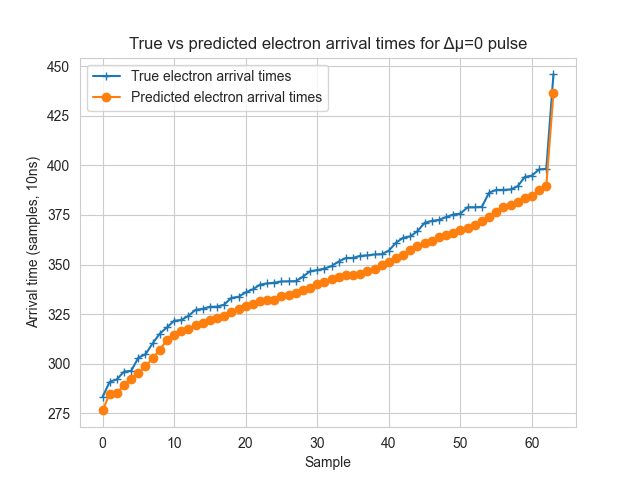 True vs predicted electron arrival times for Δμ=0 pulse
True electron arrival times
Predicted electron arrival times
Arrival time (samples, 10ns)
450
425
400
375
350
325
300
275
0 10 20 30 40 50 60
Sample